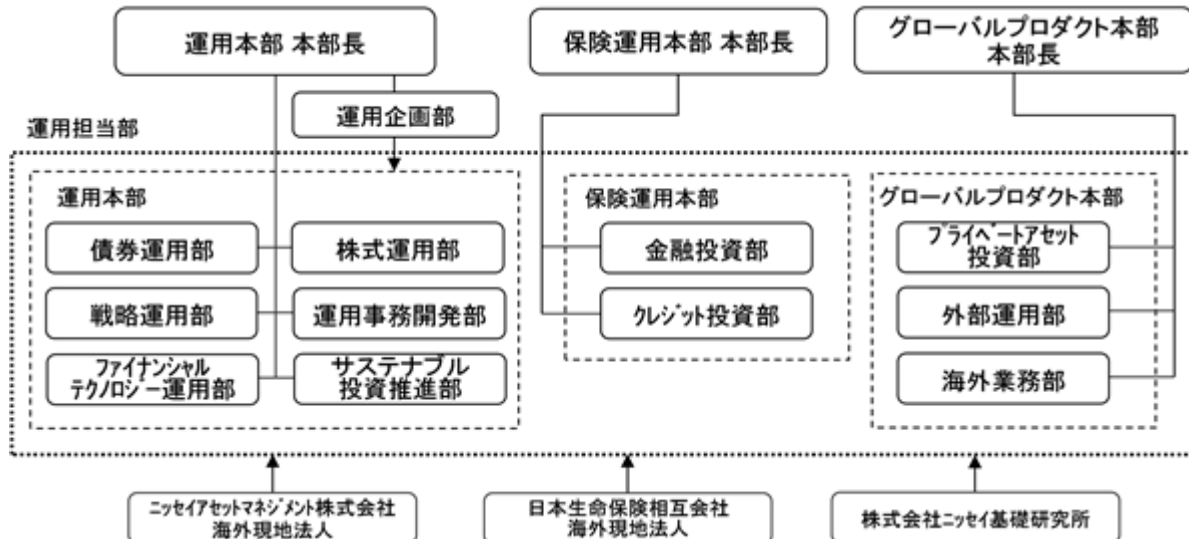 運用本部 本部長
保険運用本部 本部長
グローバルプロダクト本部
本部長
運用企画部
運用担当部
運用本部
債券運用部
株式運用部
戦略運用部
運用事務開発部
ファイナンシャル
テクノロジー運用部
サステナブル
投資推進部
保険運用本部
金融投資部
クレジット投資部
グローバルプロダクト本部
プライベートアセット
投資部
外部運用部
海外業務部
ニッセイアセットマネジメント株式会社
海外現地法人
日本生命保険相互会社
海外現地法人
株式会社ニッセイ基礎研究所